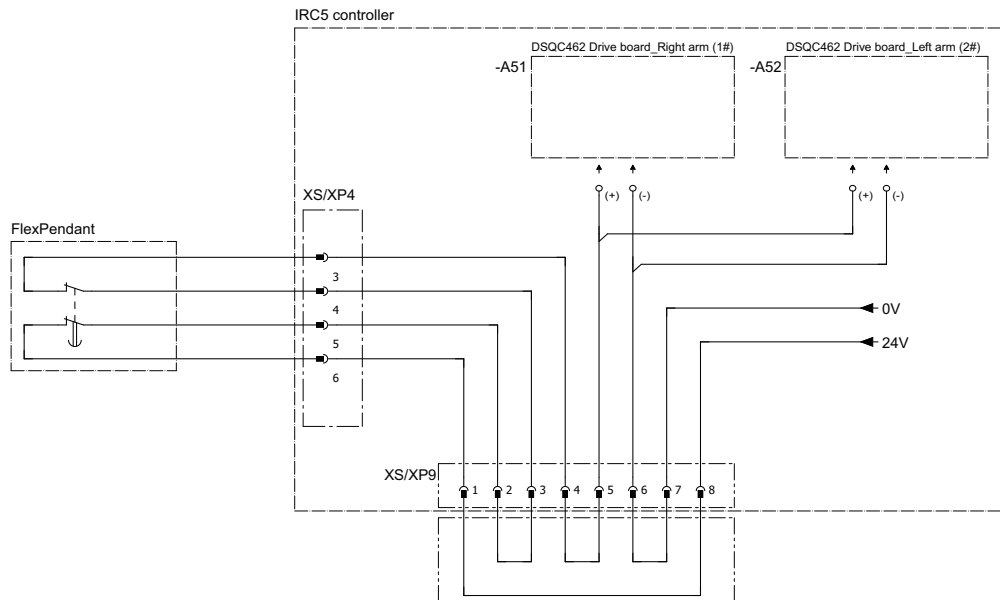 IRC5 controller
DSQC462 Drive board_Right arm (1#)
DSQC462 Drive board_Left arm (2#)
-A51
-A52
XS/XP4
(+)
(-)
(+)
(-)
FlexPendant
3
4
0V
5
24V
6
XS/XP9
1
2
3
4
5
6
7
8